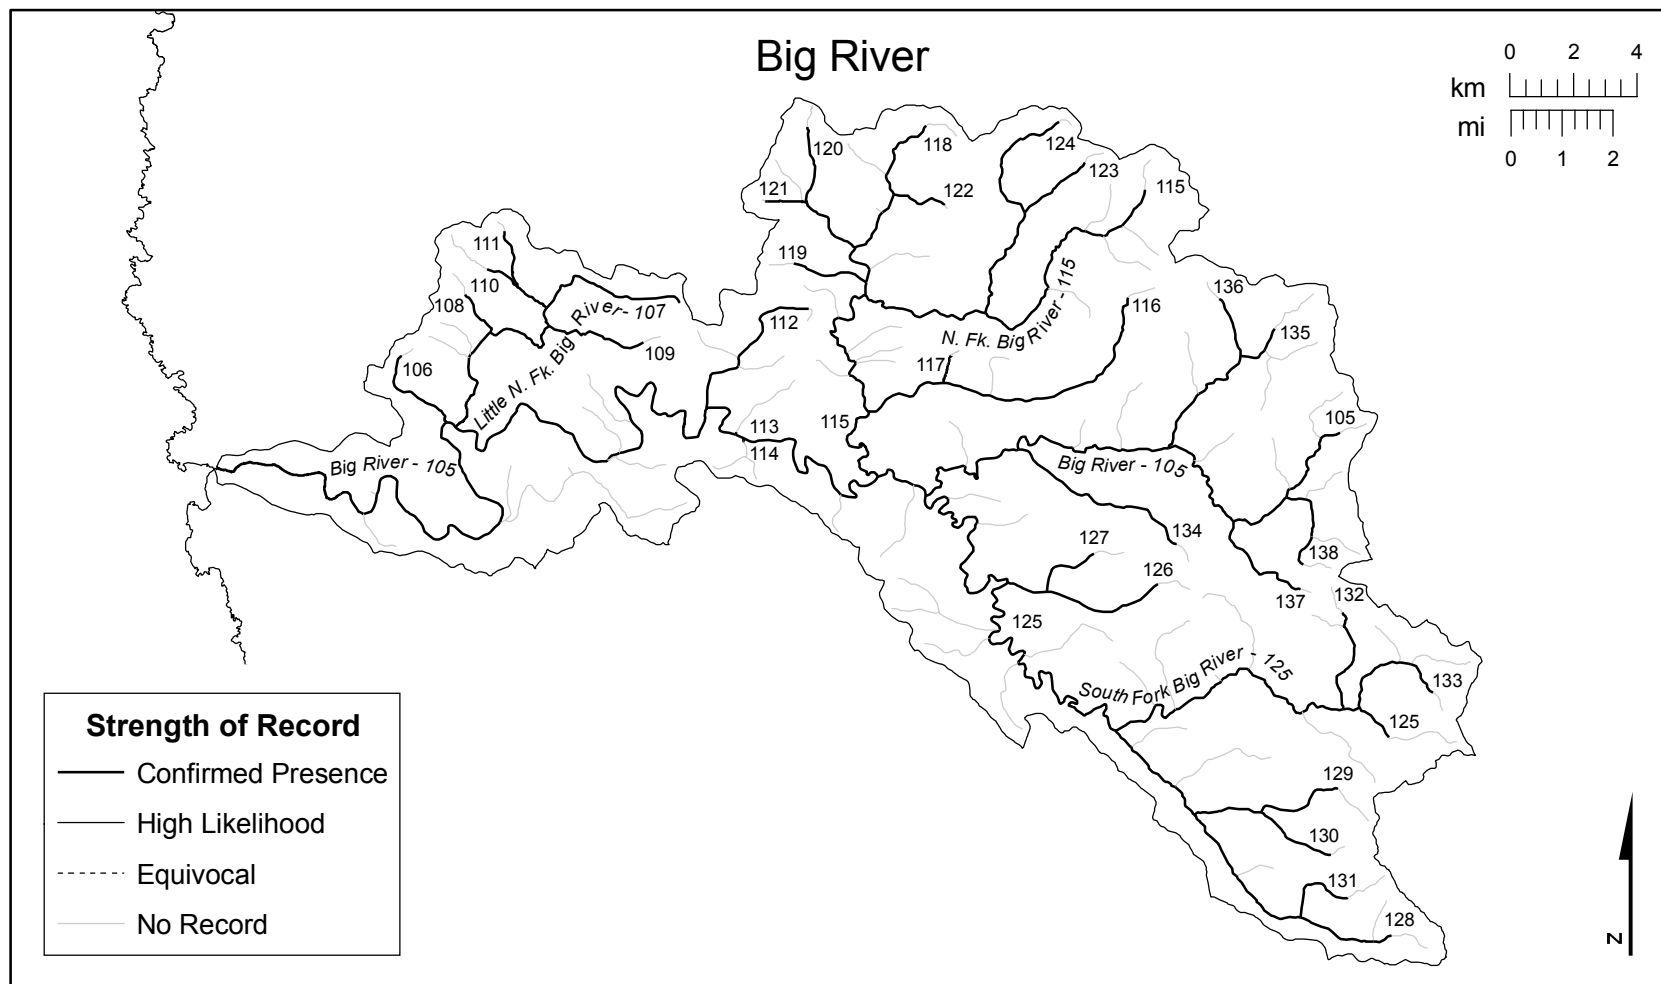 Big River
0 2 4
km
mi
0 1 2
120
118
124
123
115
121
122
111
119
110
108
River - 107
112
N. Fk. Big River - 115
116
136
135
106
Little N. Fk. Big
109
117
105
113
115
114
Big River - 105
Big River - 105
134
127
126
138
137
132
125
South Fork Big River - 125
133
125
129
130
131
128
Strength of Record
Confirmed Presence
High Likelihood
Equivocal
No Record
N